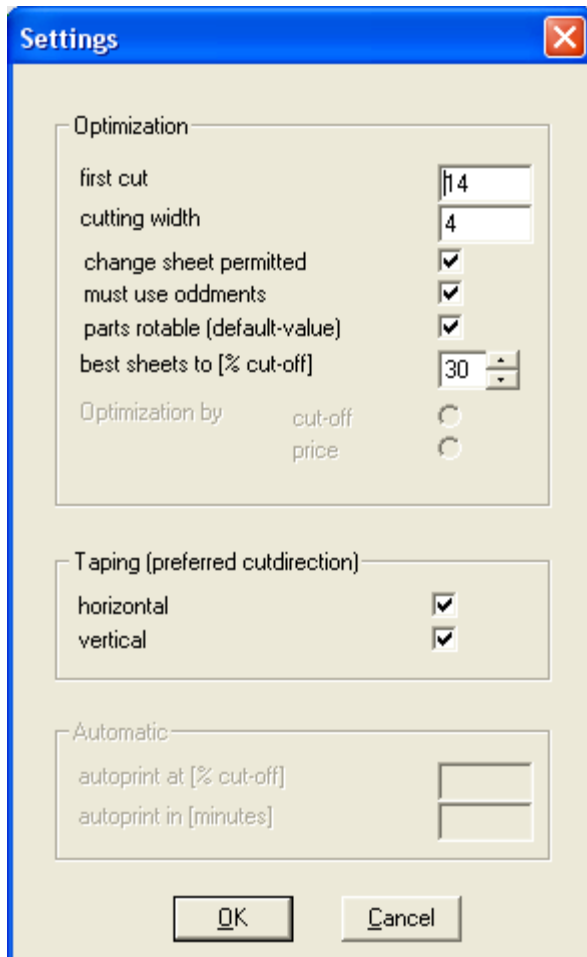 Settings
Optimization
first cut 14
cutting width 4
change sheet permitted
must use oddments
parts rotable (default-value)
best sheets to [% cut-off] 30
Optimization by cut-off
price
Taping (preferred cutdirection)
horizontal
vertical
Automatic
autoprint at [% cut-off]
autoprint in [minutes]
OK Cancel